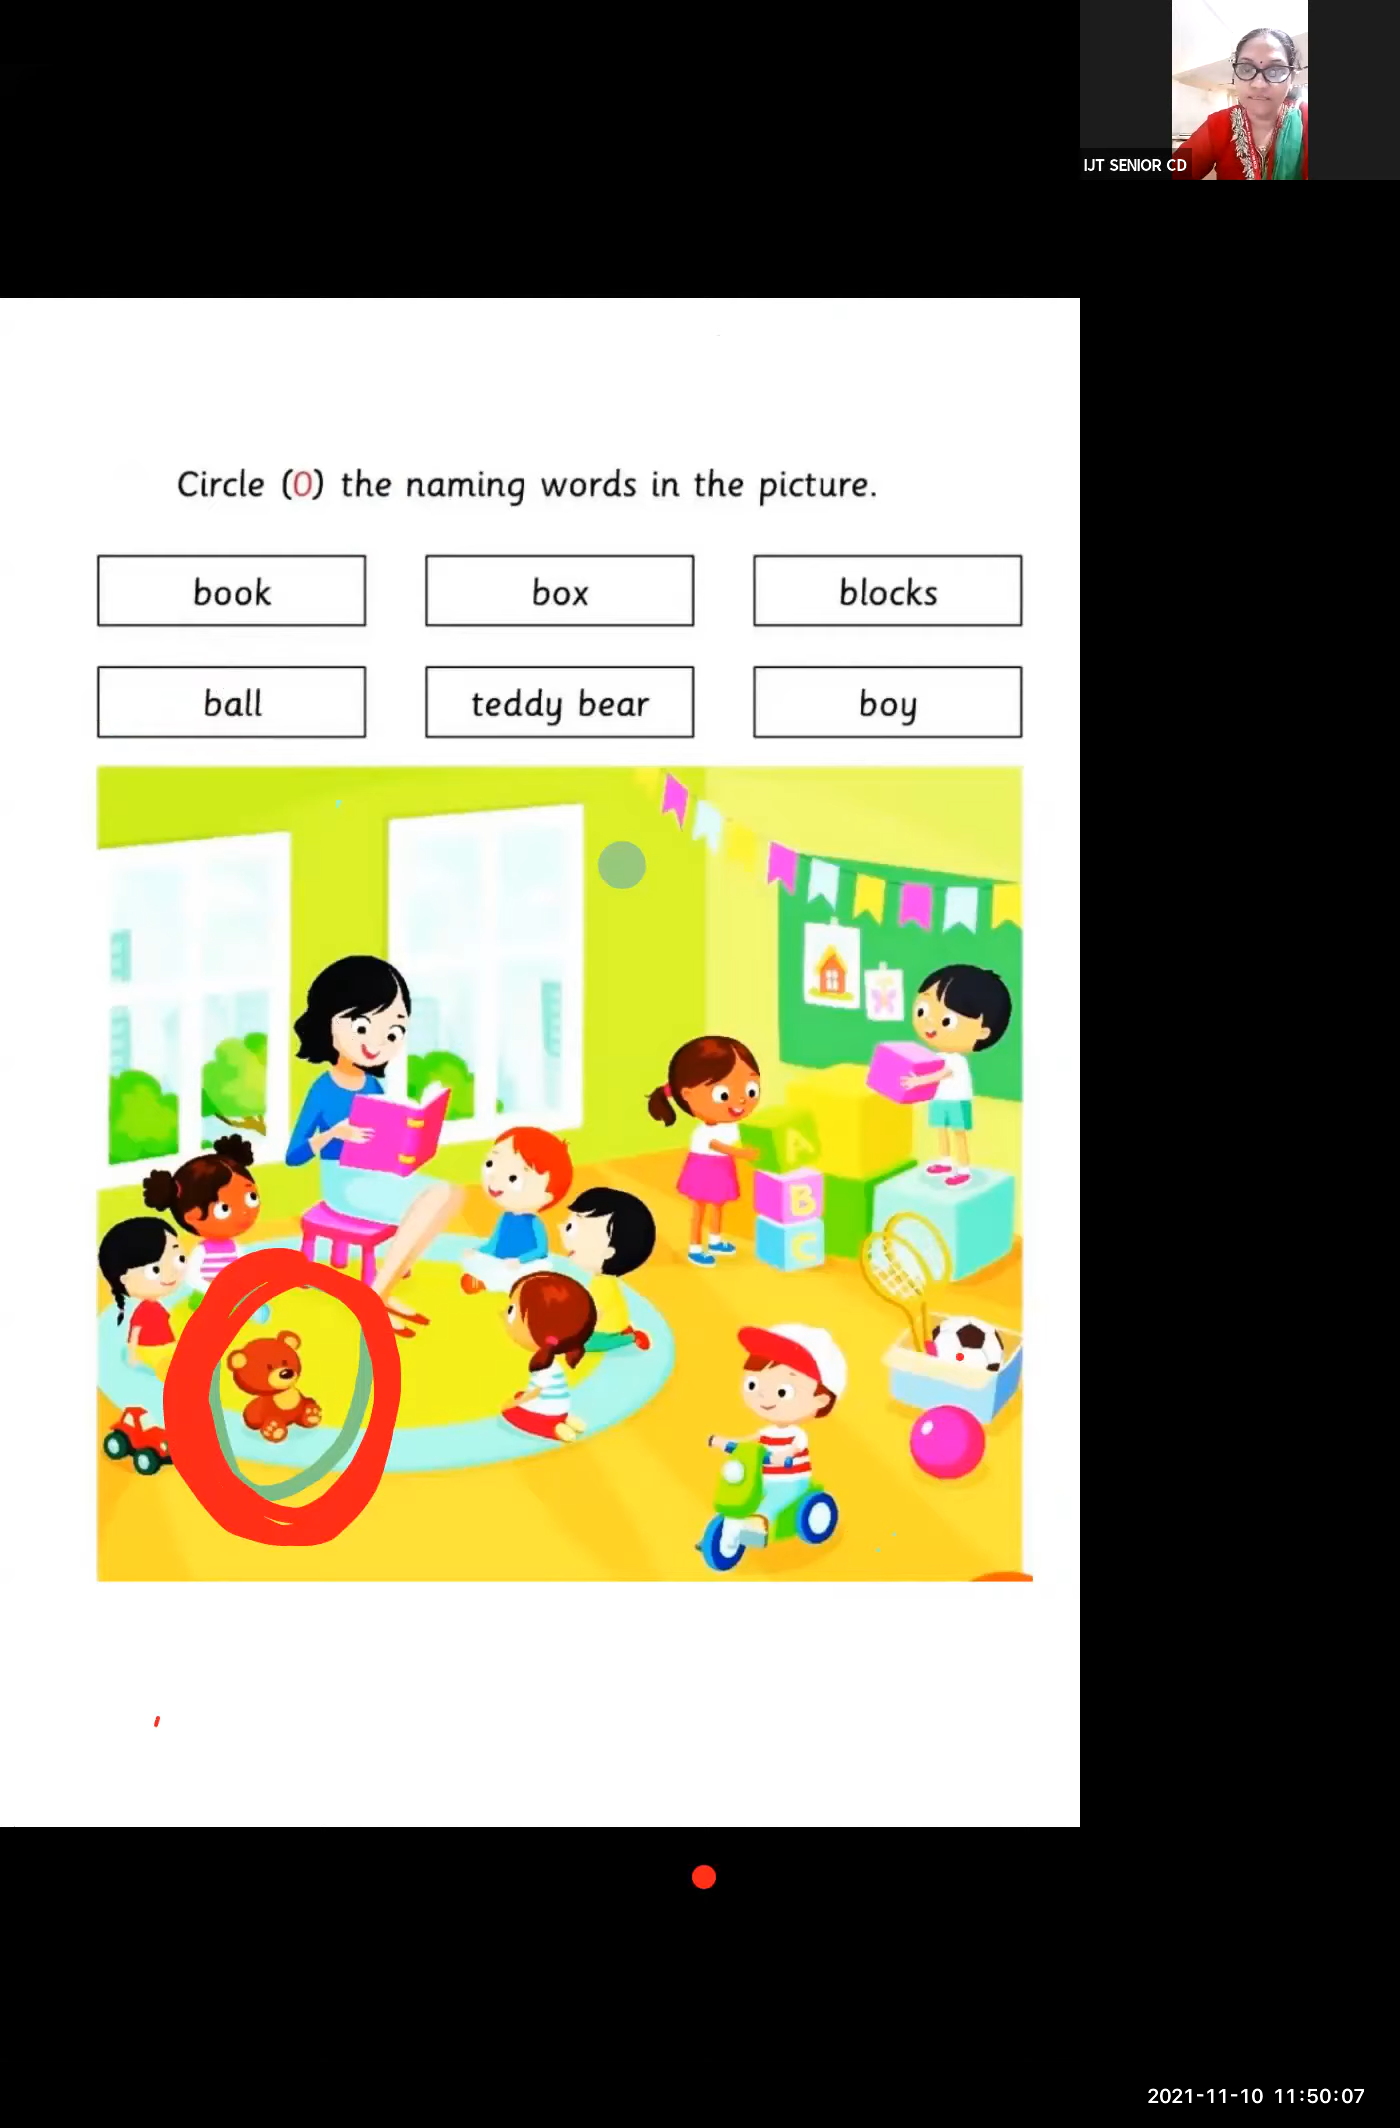 IJT SENIOR CD
Circle (O) the naming words in the picture.
book
box
blocks
ball
teddy bear
boy
A
B
C
2021-11-10 11:50:07